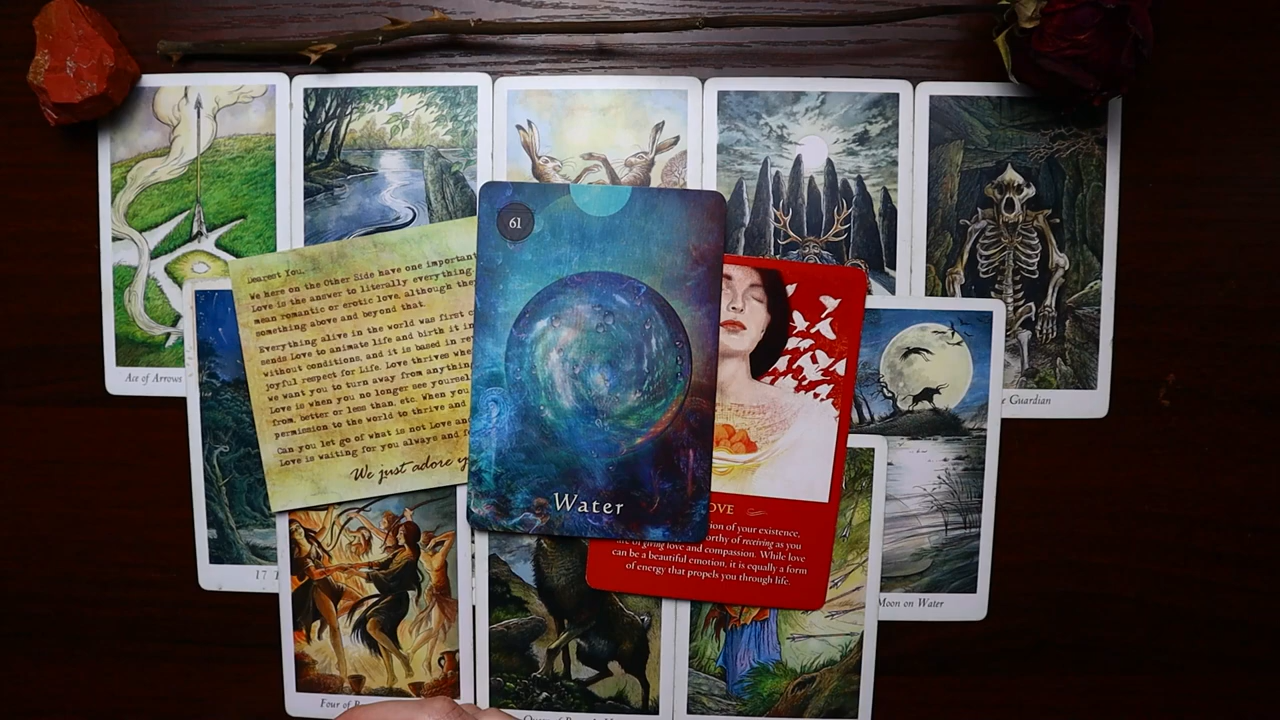 Ace of Arrows
Guardian
Dearest You,
We here on the Other Side have one important
Love is the answer to literally everything-
mean romantic or erotic love, although the
something above and beyond that.
Everything alive in the world was first
sends Love to animate life and birth it in
without conditions, and it is based in
joyful respect for Life. Love thrives
we want you to turn away from anything
Love is when you no longer see
from, better or less than, etc. When you
permission to the world to thrive and
Can you let go of what is not Love
Love is waiting for you always and
We just adore
61
Water
of your existence,
of giving love and compassion. While love
can be a beautiful emotion, it is equally a form
of energy that propels you through life.
17
Moon on Water
Four of